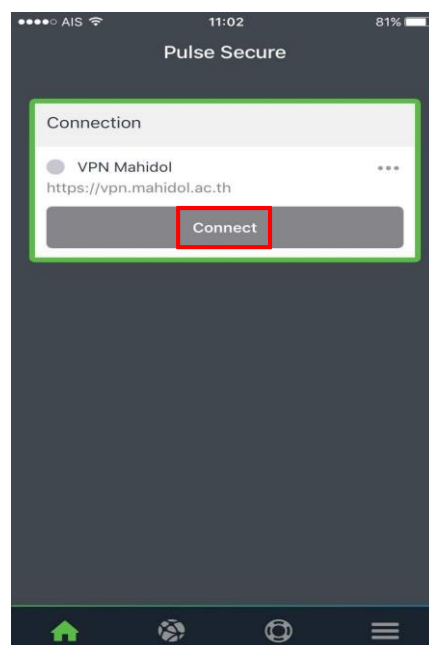 AIS 11:02 81%
Pulse Secure
Connection
VPN Mahidol
https://vpn.mahidol.ac.th
Connect